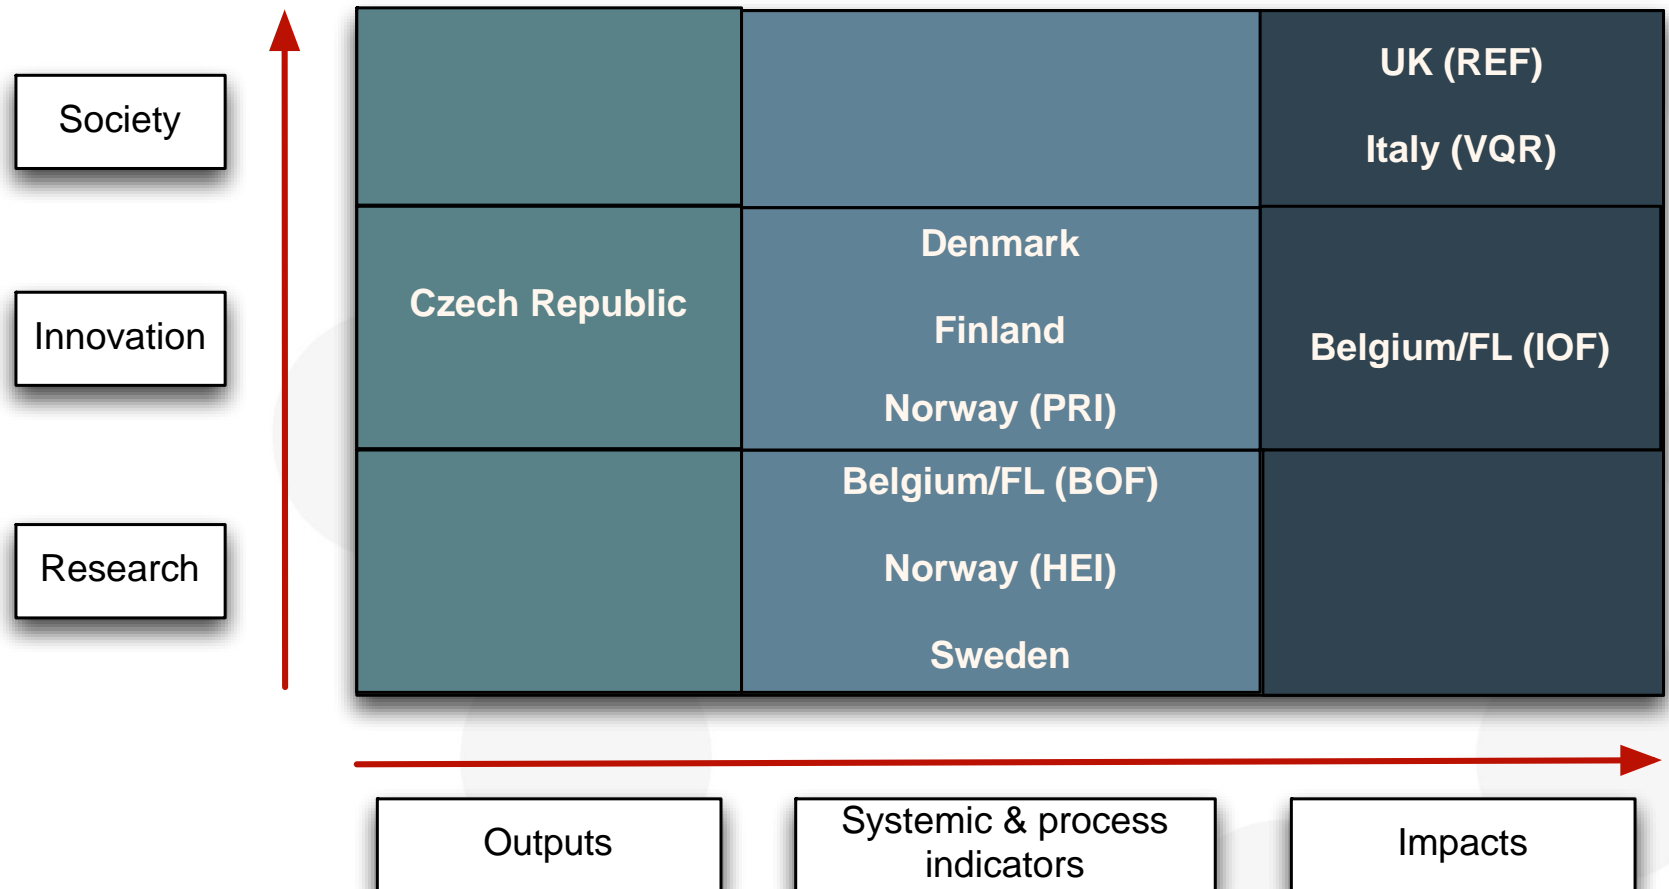 Society
UK (REF)
Italy (VQR)
Innovation
Czech Republic
Denmark
Finland
Norway (PRI)
Belgium/FL (IOF)
Research
Belgium/FL (BOF)
Norway (HEI)
Sweden
Outputs
Systemic & process
indicators
Impacts